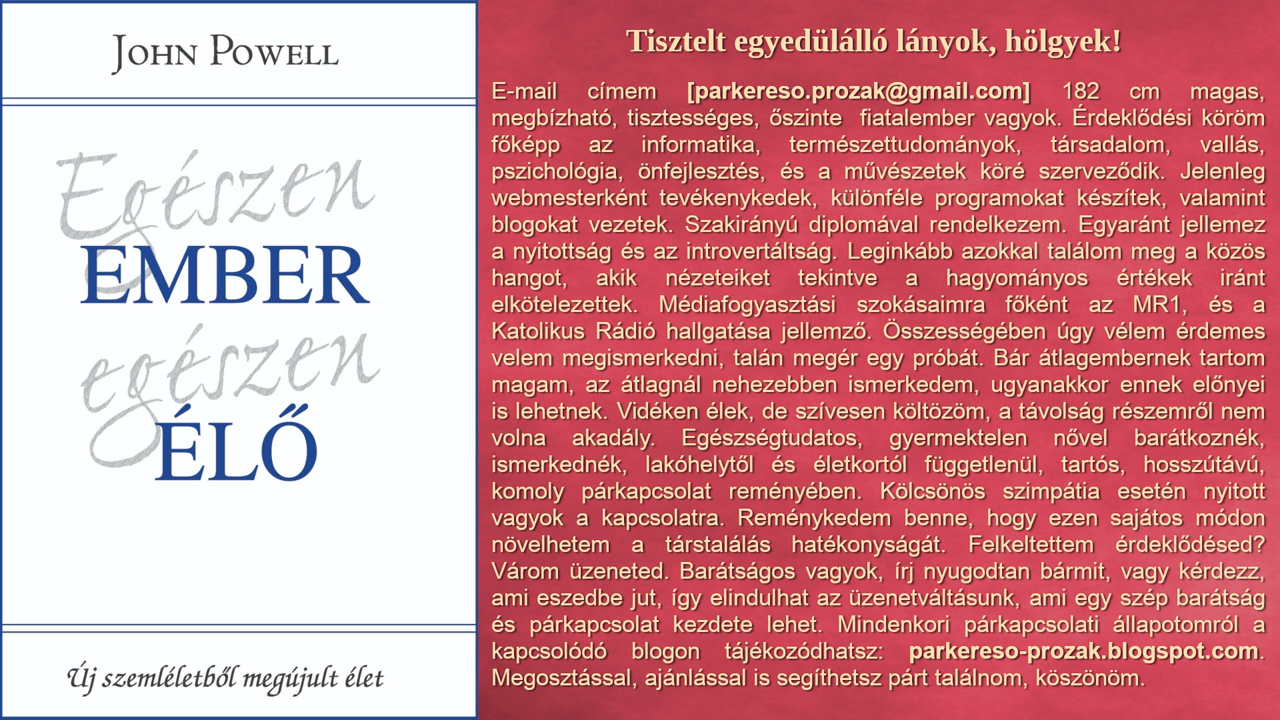 JOHN POWELL
Egészen
EMBER
egészen
ÉLŐ
Új szemléletből megújult élet
Tisztelt egyedülálló lányok, hölgyek!
E-mail címem [parkereso.prozak@gmail.com] 182 cm magas,
megbízható, tisztességes, őszinte fiatalember vagyok. Érdeklődési köröm
főképp az informatika, természettudományok, társadalom, vallás,
pszichológia, önfejlesztés, és a művészetek köré szerveződik. Jelenleg
webmesterként tevékenykedek, különféle programokat készítek, valamint
blogokat vezetek. Szakirányú diplomával rendelkezem. Egyaránt jellemez
a nyitottság és az introvertáltság. Leginkább azokkal találom meg a közös
hangot, akik nézeteiket tekintve a hagyományos értékek iránt
elkötelezettek. Médiafogyasztási szokásaimra főként az MR1, és a
Katolikus Rádió hallgatása jellemző. Összességében úgy vélem érdemes
velem megismerkedni, talán megér egy próbát. Bár átlagembernek tartom
magam, az átlagnál nehezebben ismerkedem, ugyanakkor ennek előnyei
is lehetnek. Vidéken élek, de szívesen költözöm, a távolság részemről nem
volna akadály. Egészségtudatos, gyermektelen nővel barátkoznék,
ismerkednék, lakóhelytől és életkortól függetlenül, tartós, hosszútávú,
komoly párkapcsolat reményében. Kölcsönös szimpátia esetén nyitott
vagyok a kapcsolatra. Reménykedem benne, hogy ezen sajátos módon
növelhetem a társtalálás hatékonyságát. Felkeltettem érdeklődésed?
Várom üzeneted. Barátságos vagyok, írj nyugodtan bármit, vagy kérdezz,
ami eszedbe jut, így elindulhat az üzenetváltásunk, ami egy szép barátság
és párkapcsolat kezdete lehet. Mindenkori párkapcsolati állapotomról a
kapcsolódó blogon tájékozódhatsz: parkereso-prozak.blogspot.com.
Megosztással, ajánlással is segíthetsz párt találnom, köszönöm.